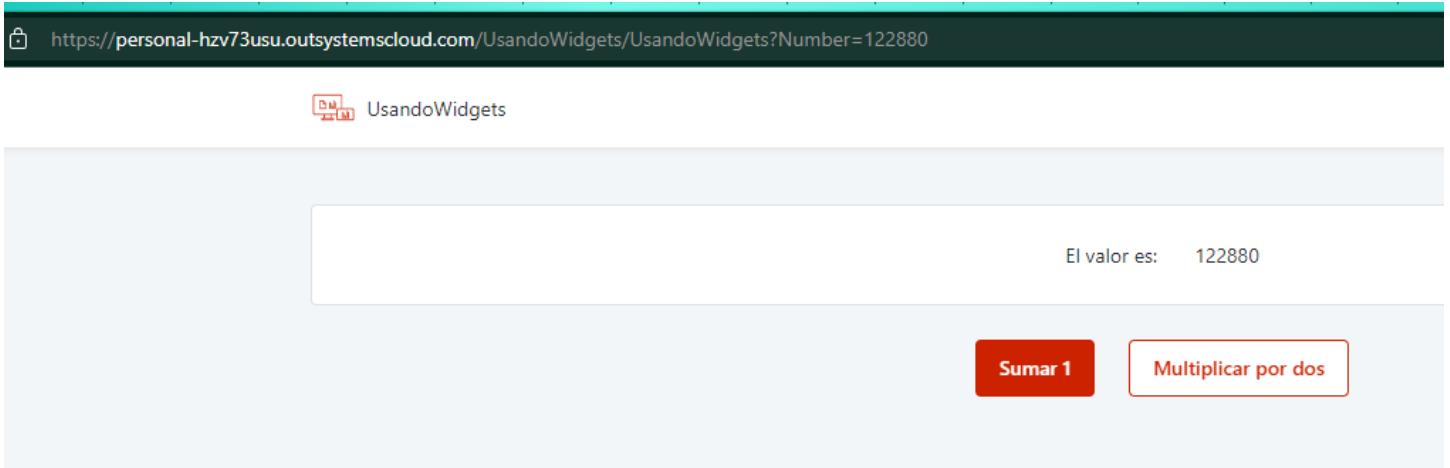 https://personal-hzv73usu.outsystemscloud.com/UsandoWidgets/UsandoWidgets?Number=122880
UsandoWidgets
El valor es: 122880
Sumar 1 Multiplicar por dos